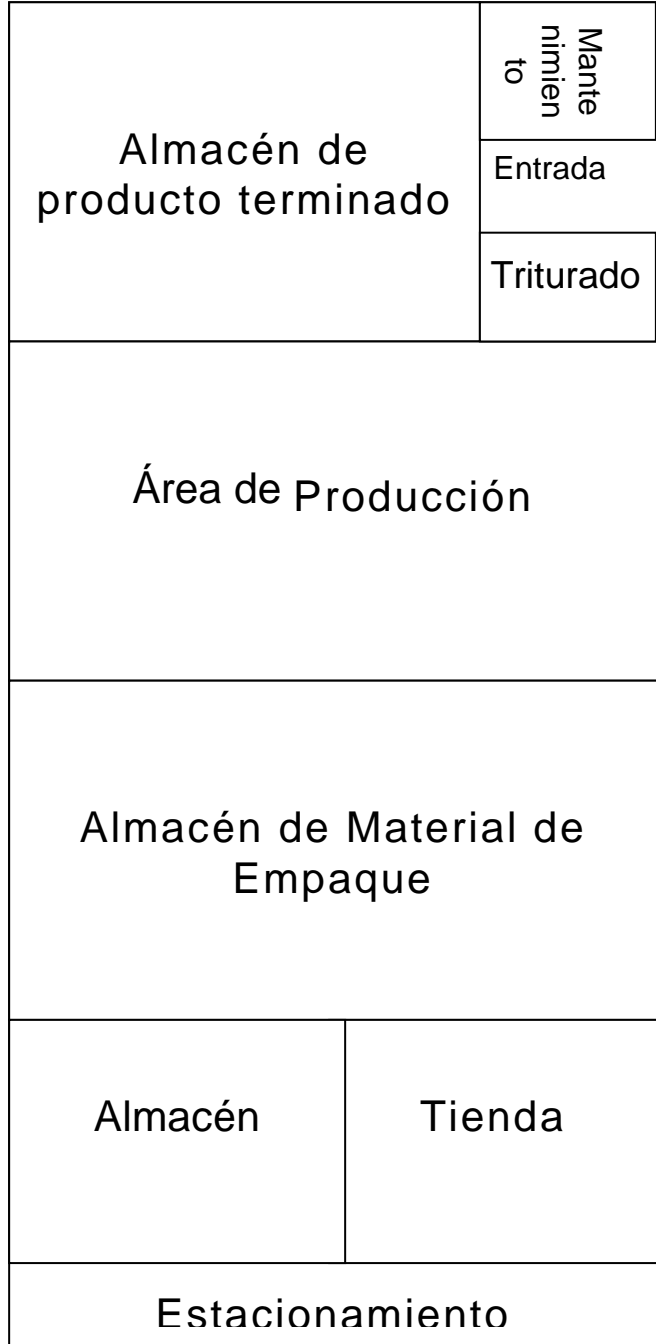 Almacén de
producto terminado
Mante
nimien
to
Entrada
Triturado
Área de Producción
Almacén de Material de
Empaque
Almacén
Tienda
Estacionamiento